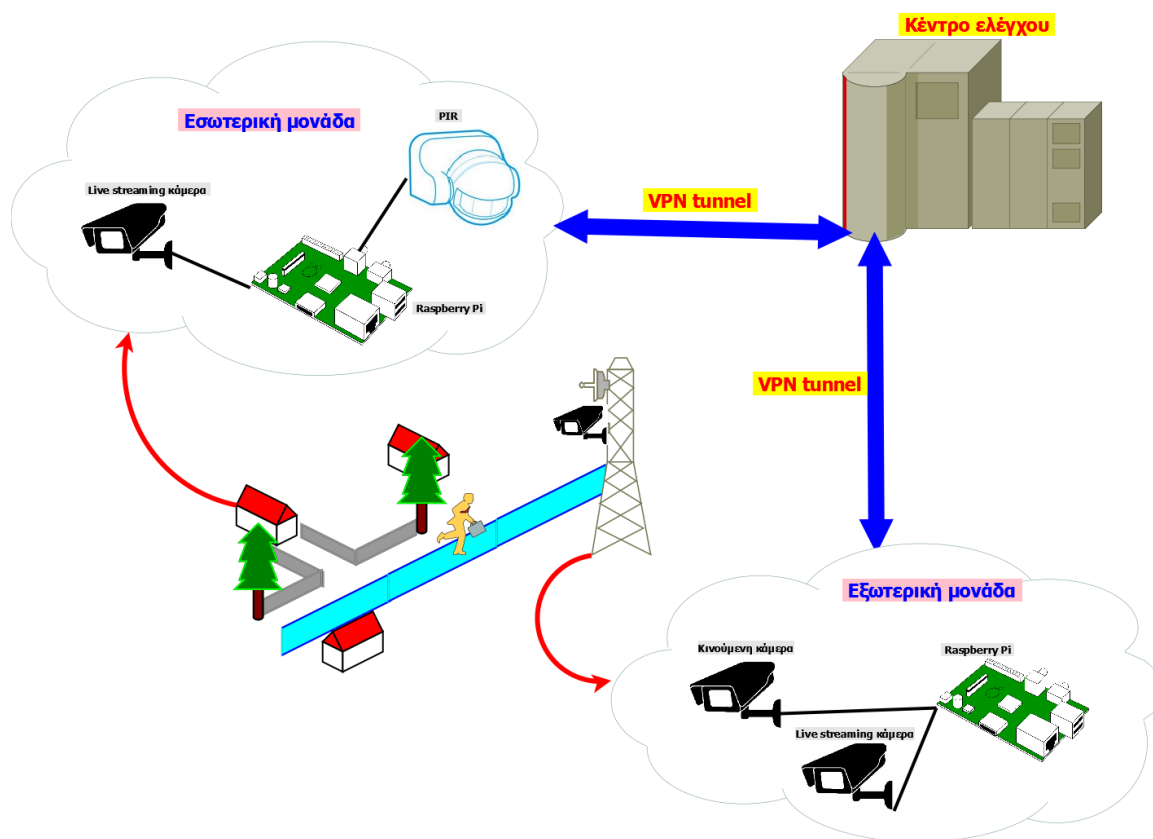 Κέντρο ελέγχου
Εσωτερική μονάδα
PIR
Live streaming κάμερα
VPN tunnel
Raspberry Pi
VPN tunnel
Εξωτερική μονάδα
Κινούμενη κάμερα
Raspberry Pi
Live streaming κάμερα